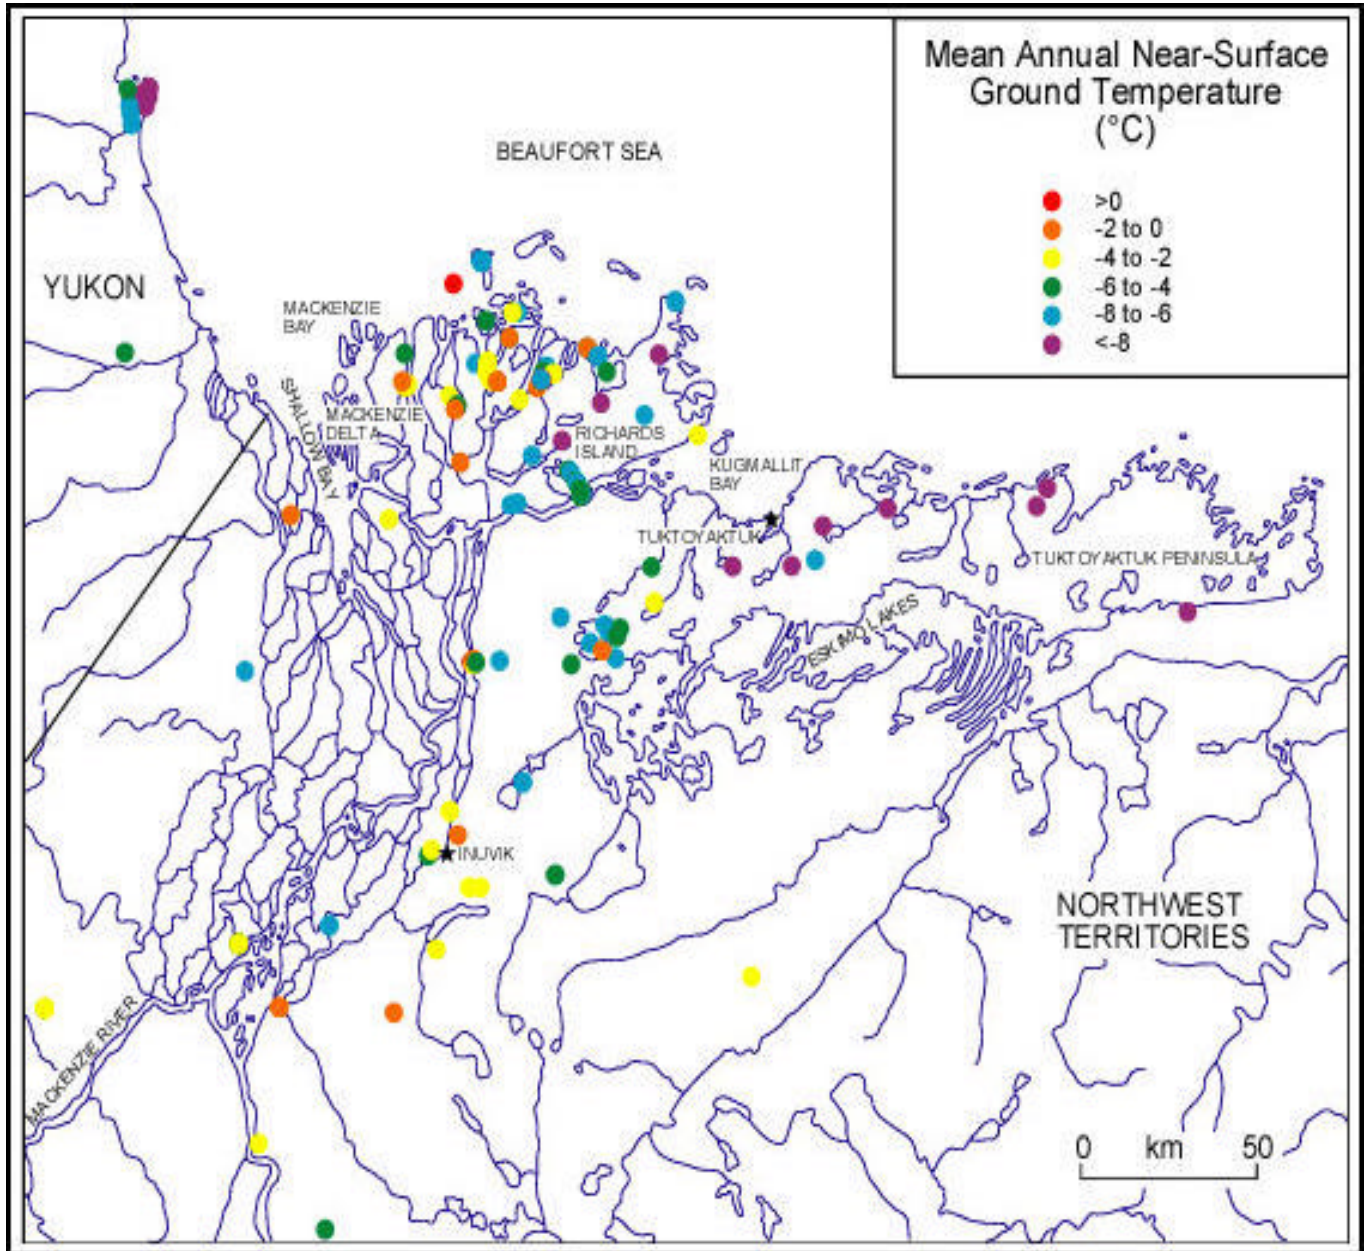 Mean Annual Near-Surface
Ground Temperature
(°C)
>0
-2 to 0
-4 to -2
-6 to -4
-8 to -6
<-8
BEAUFORT SEA
YUKON
MACKENZIE
BAY
SHALLOW BAY
MACKENZIE
DELTA
RICHARDS
ISLAND
KUGMALLIT
BAY
TUKTOYAKTUK
TUKTOYAKTUK PENINSULA
ESKIMO LAKES
INUVIK
NORTHWEST
TERRITORIES
MACKENZIE RIVER
0 km 50